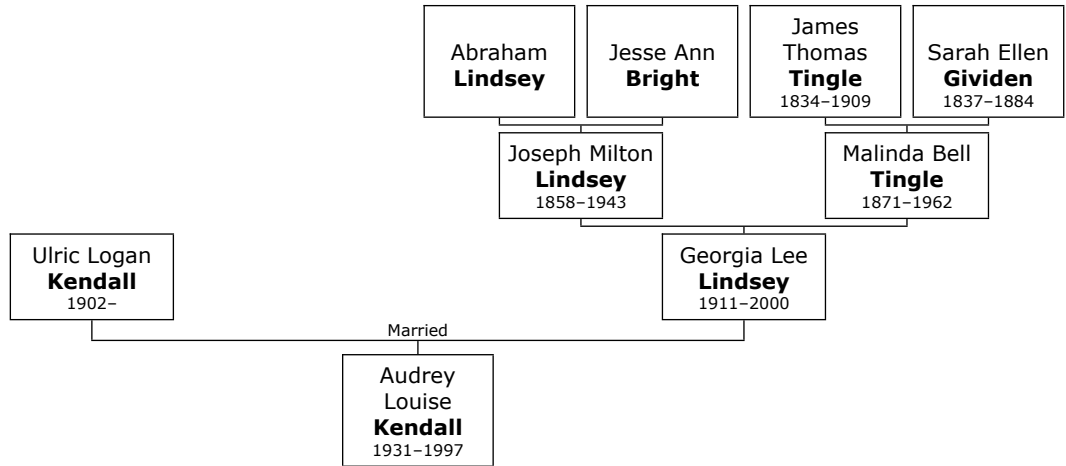 Abraham
Lindsey
Jesse Ann
Bright
James
Thomas
Tingle
1834–1909
Sarah Ellen
Gividen
1837–1884
Joseph Milton
Lindsey
1858–1943
Malinda Bell
Tingle
1871–1962
Ulric Logan
Kendall
1902–
Georgia Lee
Lindsey
1911–2000
Married
Audrey
Louise
Kendall
1931–1997